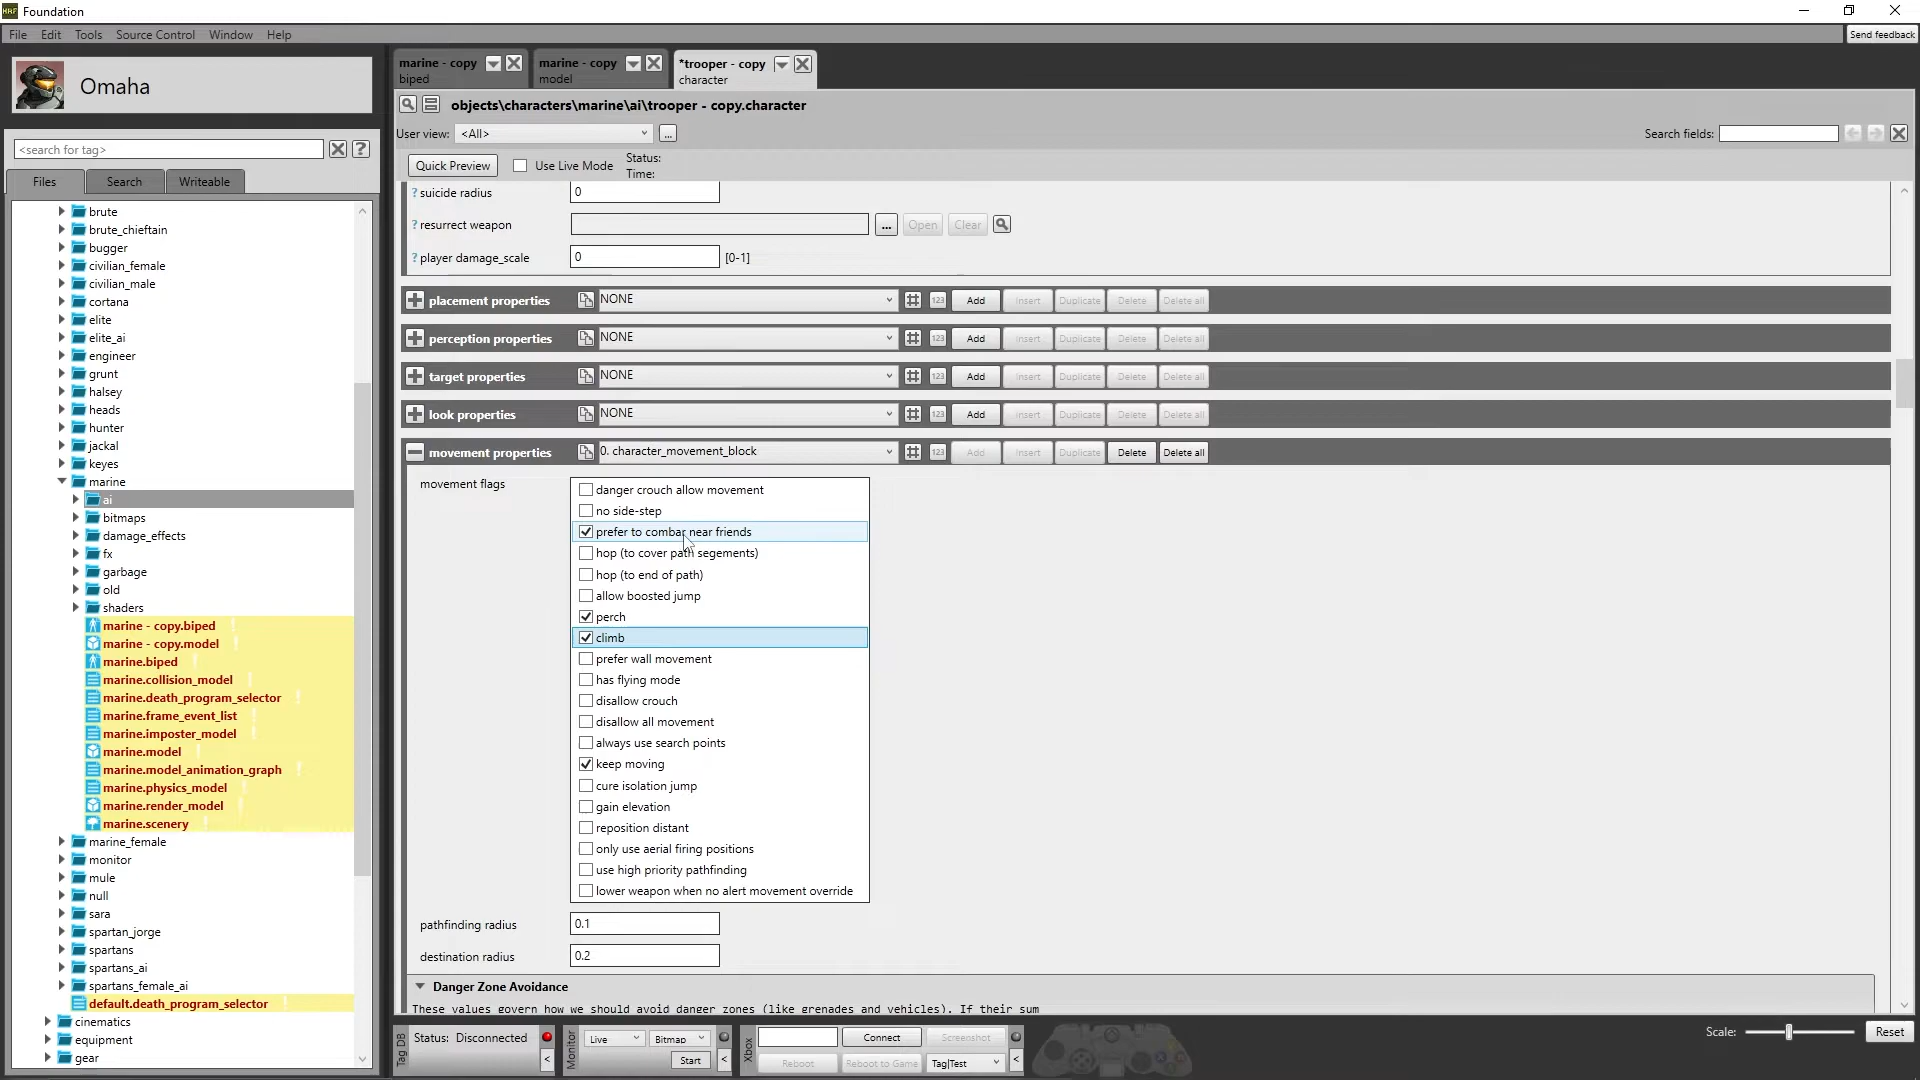 Foundation
File Edit Tools Source Control Window Help
Send feedback
Omaha
<search for tag>
Files Search Writeable
brute
brute_chieftain
bugger
civilian_female
civilian_male
cortana
elite
elite_ai
engineer
grunt
halsey
heads
hunter
jackal
keyes
marine
ai
bitmaps
damage_effects
fx
garbage
old
shaders
marine - copy.biped
marine - copy.model
marine.biped
marine.collision_model
marine.death_program_selector
marine.frame_event_list
marine.imposter_model
marine.model
marine.model_animation_graph
marine.physics_model
marine.render_model
marine.scenery
marine_female
monitor
mule
null
sara
spartan_jorge
spartans
spartans_ai
spartans_female_ai
default.death_program_selector
cinematics
equipment
gear
marine - copy
biped
marine - copy
model
*trooper - copy
character
objects\characters\marine\ai\trooper - copy.character
User view: <All> ... Search fields:
Quick Preview Use Live Mode Status:
Time:
? suicide radius 0
? resurrect weapon ... Open Clear
? player damage_scale 0 [0-1]
placement properties NONE 123 Add Insert Duplicate Delete Delete all
perception properties NONE 123 Add Insert Duplicate Delete Delete all
target properties NONE 123 Add Insert Duplicate Delete Delete all
look properties NONE 123 Add Insert Duplicate Delete Delete all
movement properties 0. character_movement_block 123 Add Insert Duplicate Delete Delete all
movement flags
danger crouch allow movement
no side-step
prefer to combar near friends
hop (to cover path segements)
hop (to end of path)
allow boosted jump
perch
climb
prefer wall movement
has flying mode
disallow crouch
disallow all movement
always use search points
keep moving
cure isolation jump
gain elevation
reposition distant
only use aerial firing positions
use high priority pathfinding
lower weapon when no alert movement override
pathfinding radius 0.1
destination radius 0.2
Danger Zone Avoidance
These values govern how we should avoid danger zones (like grenades and vehicles). If their sum
Tag DB
Status: Disconnected
<
Monitor
Live Bitmap
Start <
Xbox
Connect Screenshot
Reboot Reboot to Game Tag|Test <
Scale: Reset